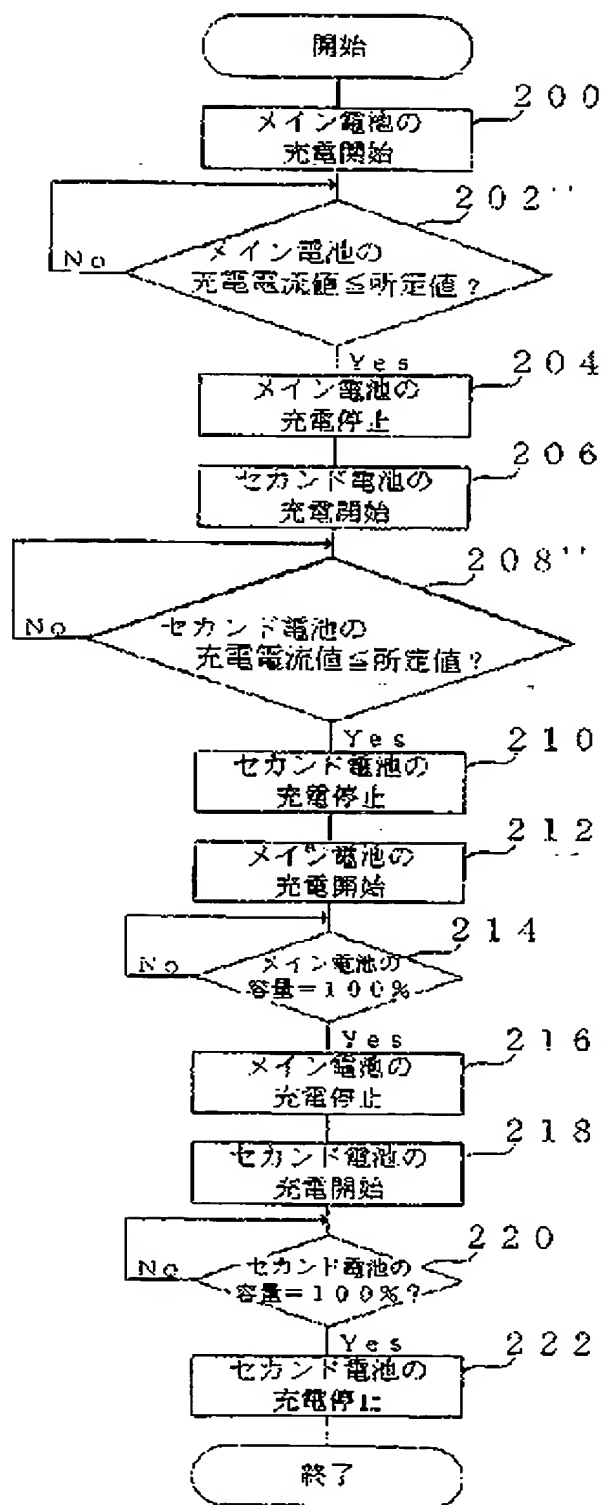 開始
200
メイン電池の
充電開始
202''
No
メイン電池の
充電電流値≦所定値?
Yes
204
メイン電池の
充電停止
206
セカンド電池の
充電開始
208''
No
セカンド電池の
充電電流値≦所定値?
Yes
210
セカンド電池の
充電停止
212
メイン電池の
充電開始
214
No
メイン電池の
容量=100%
Yes
216
メイン電池の
充電停止
218
セカンド電池の
充電開始
220
No
セカンド電池の
容量=100%?
Yes
222
セカンド電池の
充電停止
終了